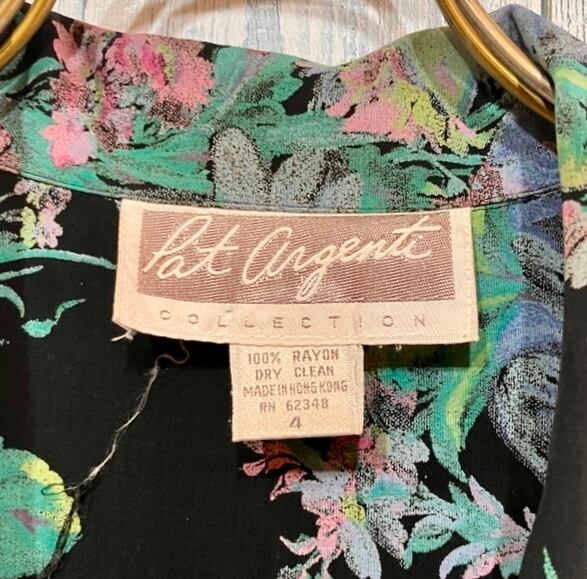 Pat Argenti
COLLECTION
100% RAYON
DRY CLEAN
MADE IN HONG KONG
RN 62348
4